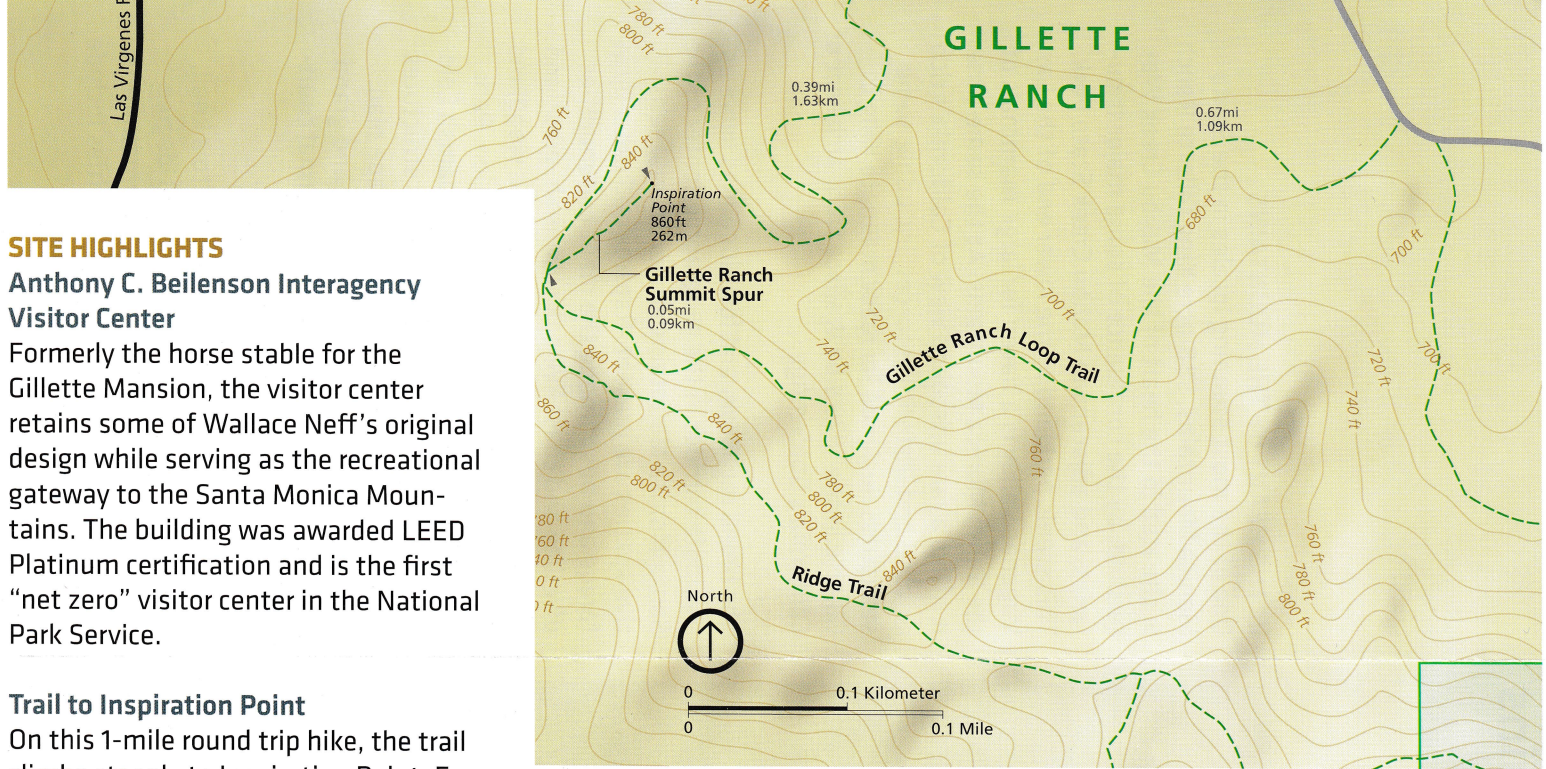 Las Virgenes
780 ft
800 ft
GILLETTE
RANCH
0.39mi
1.63km
0.67mi
1.09km
760 ft
840 ft
820 ft
Inspiration
Point
860ft
262m
680 ft
700 ft
SITE HIGHLIGHTS
Anthony C. Beilenson Interagency
Visitor Center
Formerly the horse stable for the
Gillette Mansion, the visitor center
retains some of Wallace Neff's original
design while serving as the recreational
gateway to the Santa Monica Moun-
tains. The building was awarded LEED
Platinum certification and is the first
“net zero” visitor center in the National
Park Service.
Trail to Inspiration Point
On this 1-mile round trip hike, the trail
Gillette Ranch
Summit Spur
0.05mi
0.09km
700 ft
720 ft
740 ft
Gillette Ranch Loop Trail
840 ft
860 ft
840 ft
820 ft
800 ft
720 ft
700 ft
740 ft
760 ft
780 ft
800 ft
820 ft
840 ft
Ridge Trail
760 ft
780 ft
800 ft
North
0
0.1 Kilometer
0
0.1 Mile